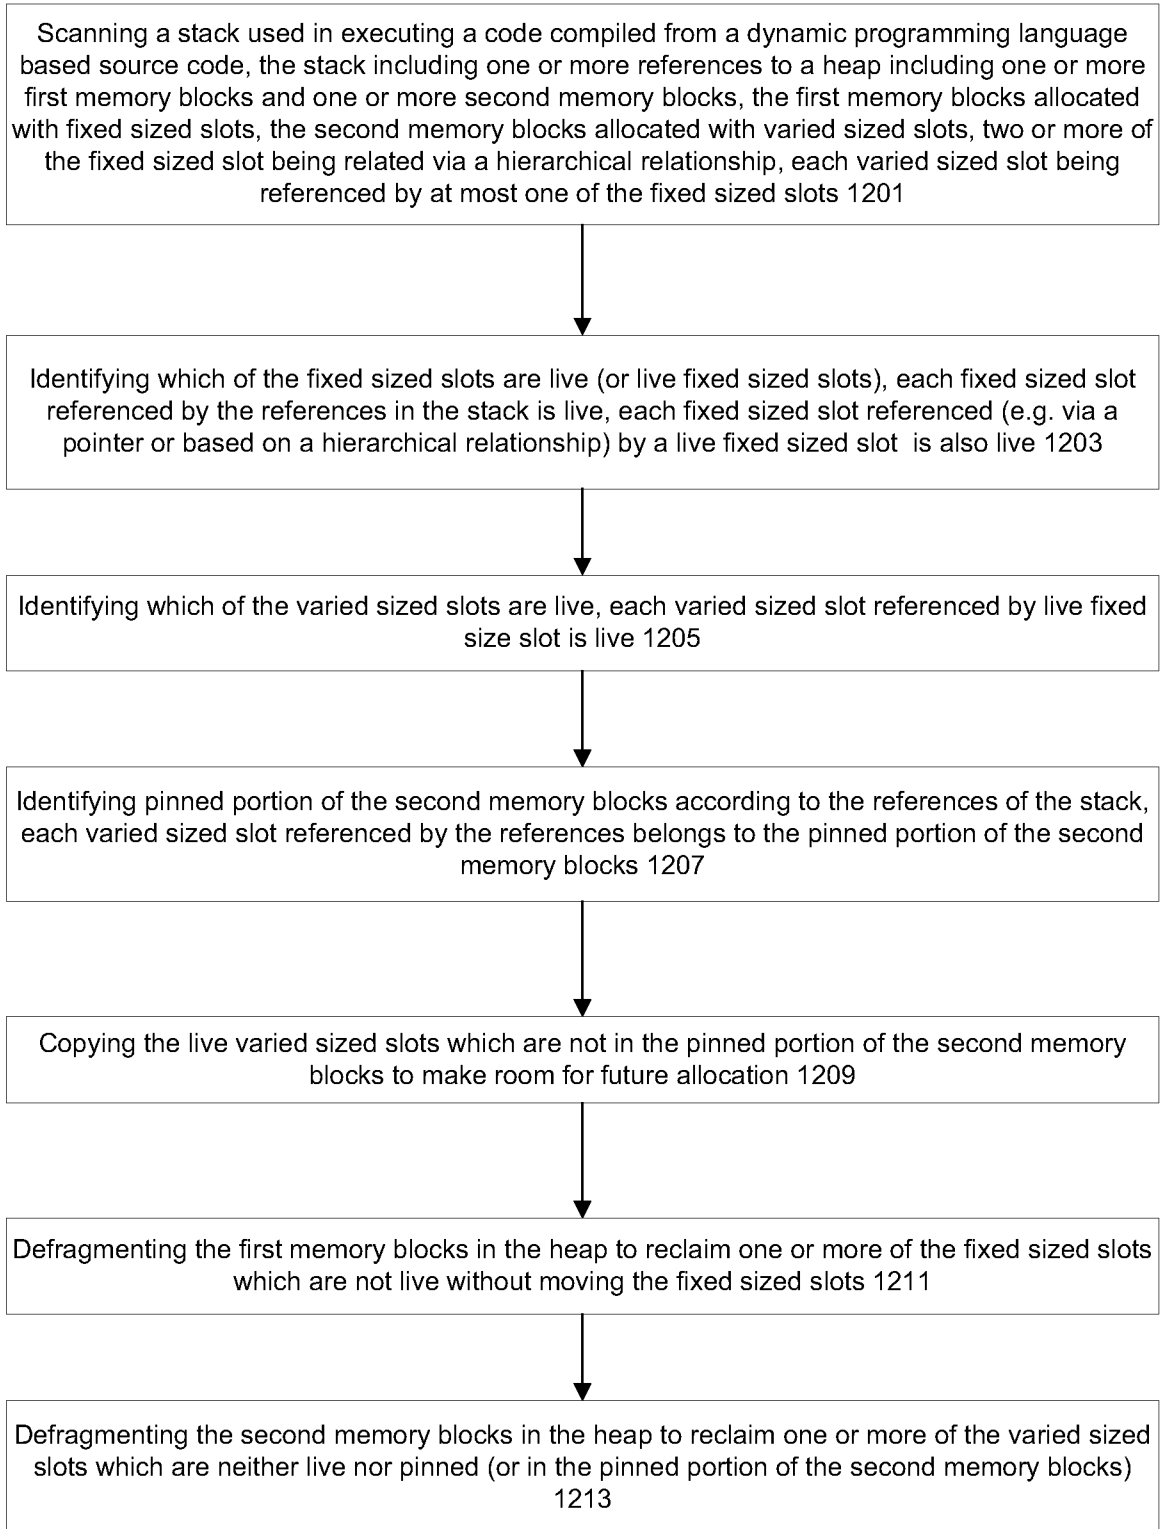 Scanning a stack used in executing a code compiled from a dynamic programming language
based source code, the stack including one or more references to a heap including one or more
first memory blocks and one or more second memory blocks, the first memory blocks allocated
with fixed sized slots, the second memory blocks allocated with varied sized slots, two or more of
the fixed sized slot being related via a hierarchical relationship, each varied sized slot being
referenced by at most one of the fixed sized slots 1201
Identifying which of the fixed sized slots are live (or live fixed sized slots), each fixed sized slot
referenced by the references in the stack is live, each fixed sized slot referenced (e.g. via a
pointer or based on a hierarchical relationship) by a live fixed sized slot is also live 1203
Identifying which of the varied sized slots are live, each varied sized slot referenced by live fixed
size slot is live 1205
Identifying pinned portion of the second memory blocks according to the references of the stack,
each varied sized slot referenced by the references belongs to the pinned portion of the second
memory blocks 1207
Copying the live varied sized slots which are not in the pinned portion of the second memory
blocks to make room for future allocation 1209
Defragmenting the first memory blocks in the heap to reclaim one or more of the fixed sized slots
which are not live without moving the fixed sized slots 1211
Defragmenting the second memory blocks in the heap to reclaim one or more of the varied sized
slots which are neither live nor pinned (or in the pinned portion of the second memory blocks)
1213